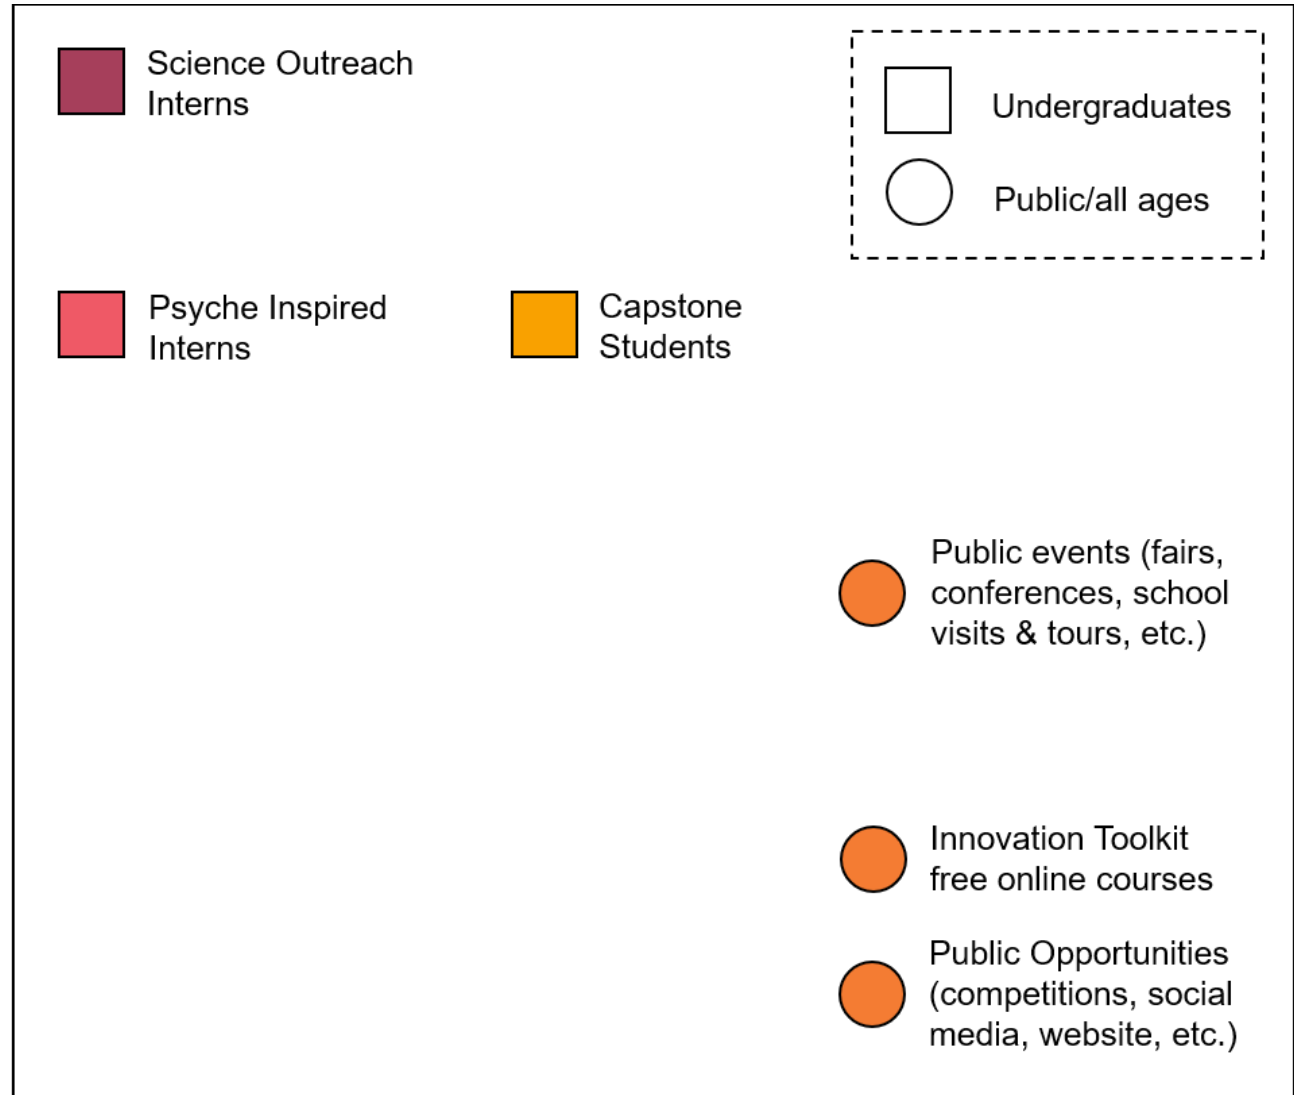 Science Outreach
Interns
Undergraduates
Public/all ages
Psyche Inspired
Interns
Capstone
Students
Public events (fairs,
conferences, school
visits & tours, etc.)
Innovation Toolkit
free online courses
Public Opportunities
(competitions, social
media, website, etc.)